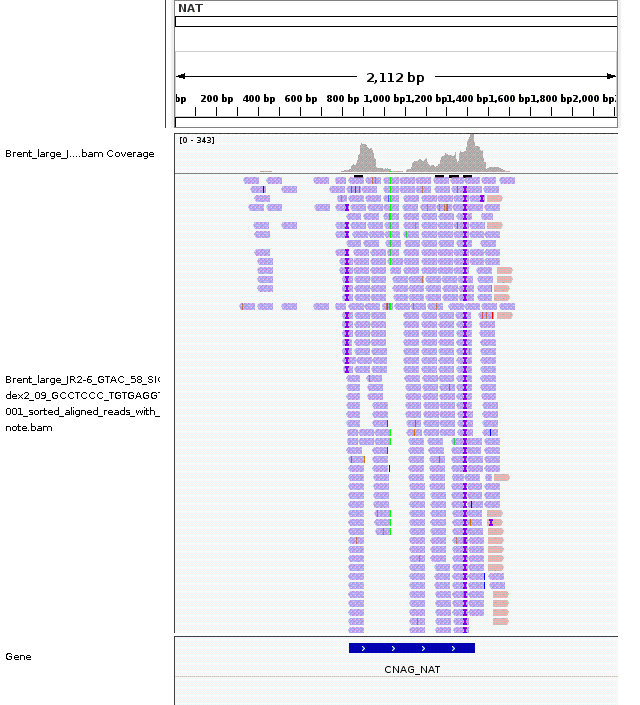 NAT
2,112 bp
bp 200 bp 400 bp 600 bp 800 bp 1,000 bp 1,200 bp 1,400 bp 1,600 bp 1,800 bp 2,000 bp
[0 - 343]
Brent_large_J....bam Coverage
Brent_large_JR2-6_GTAC_58_SIC
dex2_09_GCCTCCC_TGTGAGGT
001_sorted_aligned_reads_with_
note.bam
Gene
CNAG_NAT